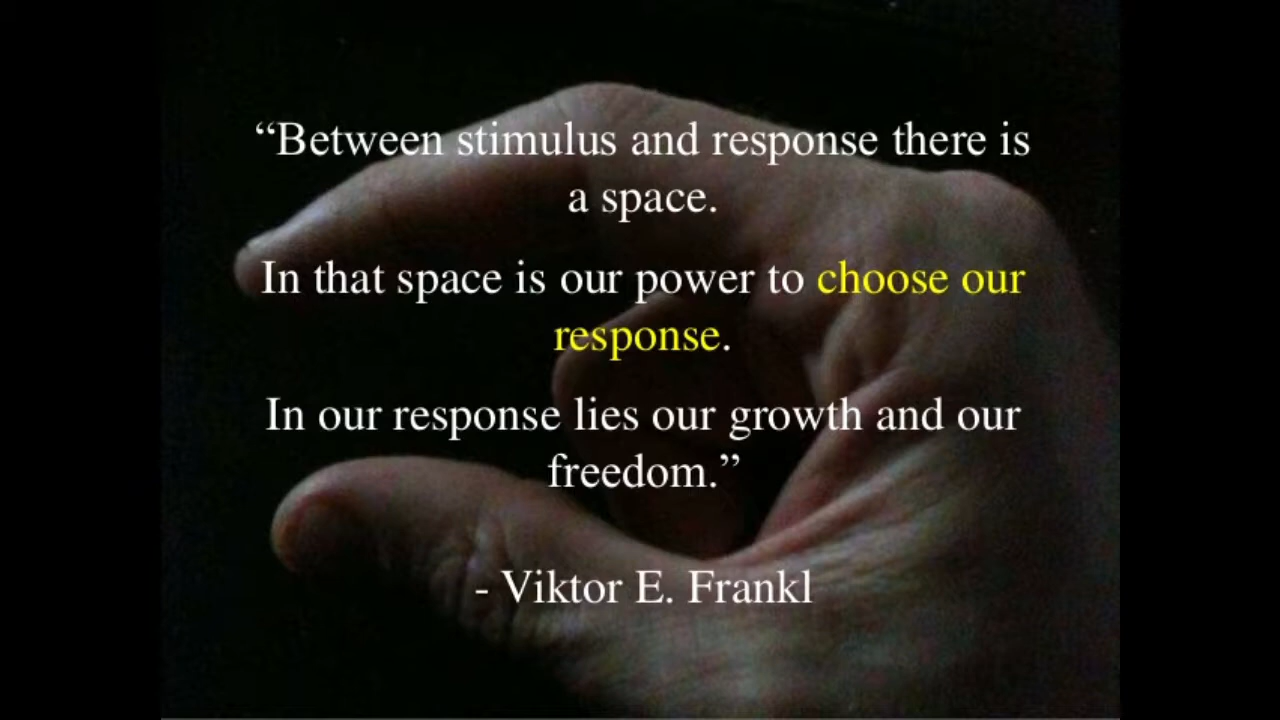 “Between stimulus and response there is
a space.
In that space is our power to choose our
response.
In our response lies our growth and our
freedom.”
- Viktor E. Frankl